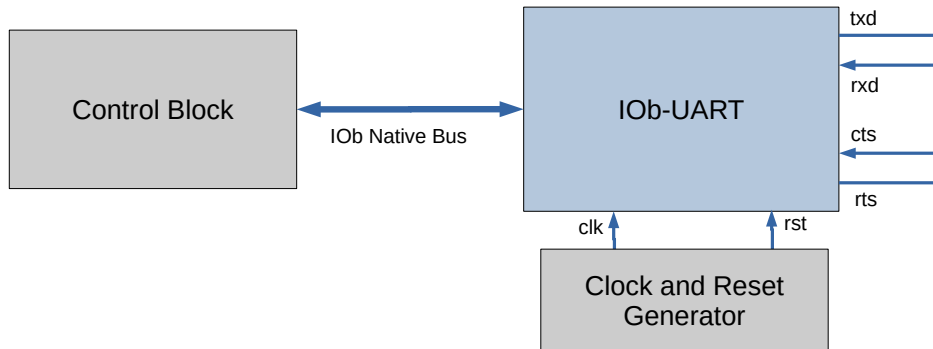 txd
Control Block
IOb-UART
rxd
IOb Native Bus
cts
rts
clk
rst
Clock and Reset
Generator